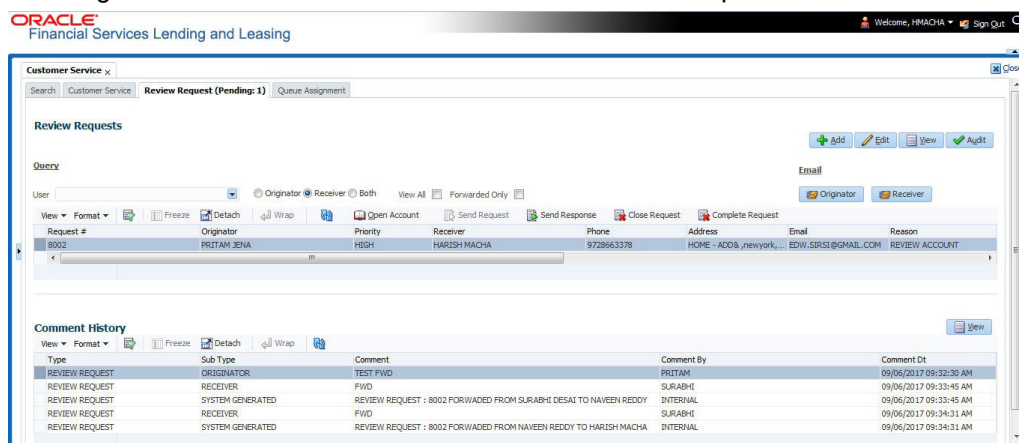 ORACLE
Financial Services Lending and Leasing
Welcome, HMACHA Sign Out
Customer Service x
Close
Search Customer Service Review Request (Pending: 1) Queue Assignment
Review Requests
Add Edit View Audit
Query
Email
User Originator Receiver Both View All Forwarded Only Originator Receiver
View Format Freeze Detach Wrap Open Account Send Request Send Response Close Request Complete Request
Request # Originator Priority Receiver Phone Address Email Reason
8002 PRITAM JENA HIGH HARISH MACHA 9728663378 HOME - ADD& ,newyork,... EDW.SIRSI@GMAIL.COM REVIEW ACCOUNT
Comment History
View
View Format Freeze Detach Wrap
Type Sub Type Comment Comment By Comment Dt
REVIEW REQUEST ORIGINATOR TEST FWD PRITAM 09/06/2017 09:32:30 AM
REVIEW REQUEST RECEIVER FWD SURABHI 09/06/2017 09:33:45 AM
REVIEW REQUEST SYSTEM GENERATED REVIEW REQUEST : 8002 FORWADED FROM SURABHI DESAI TO NAVEEN REDDY INTERNAL 09/06/2017 09:33:45 AM
REVIEW REQUEST RECEIVER FWD SURABHI 09/06/2017 09:34:31 AM
REVIEW REQUEST SYSTEM GENERATED REVIEW REQUEST : 8002 FORWADED FROM NAVEEN REDDY TO HARISH MACHA INTERNAL 09/06/2017 09:34:31 AM